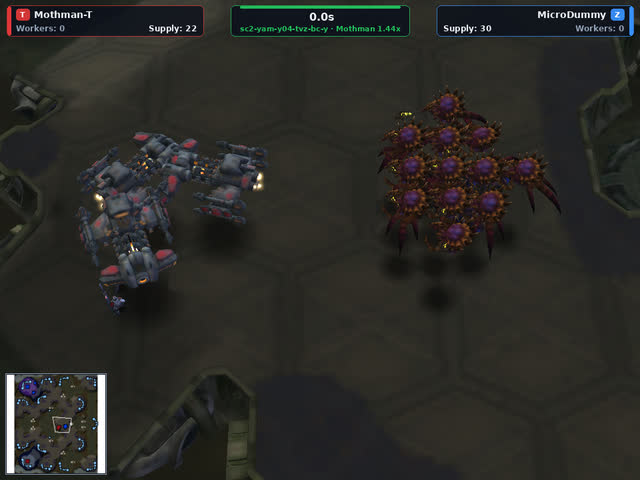 T Mothman-T
Workers: 0 Supply: 22
0.0s
sc2-yam-y04-tvz-bc-y · Mothman 1.44x
MicroDummy Z
Supply: 30 Workers: 0